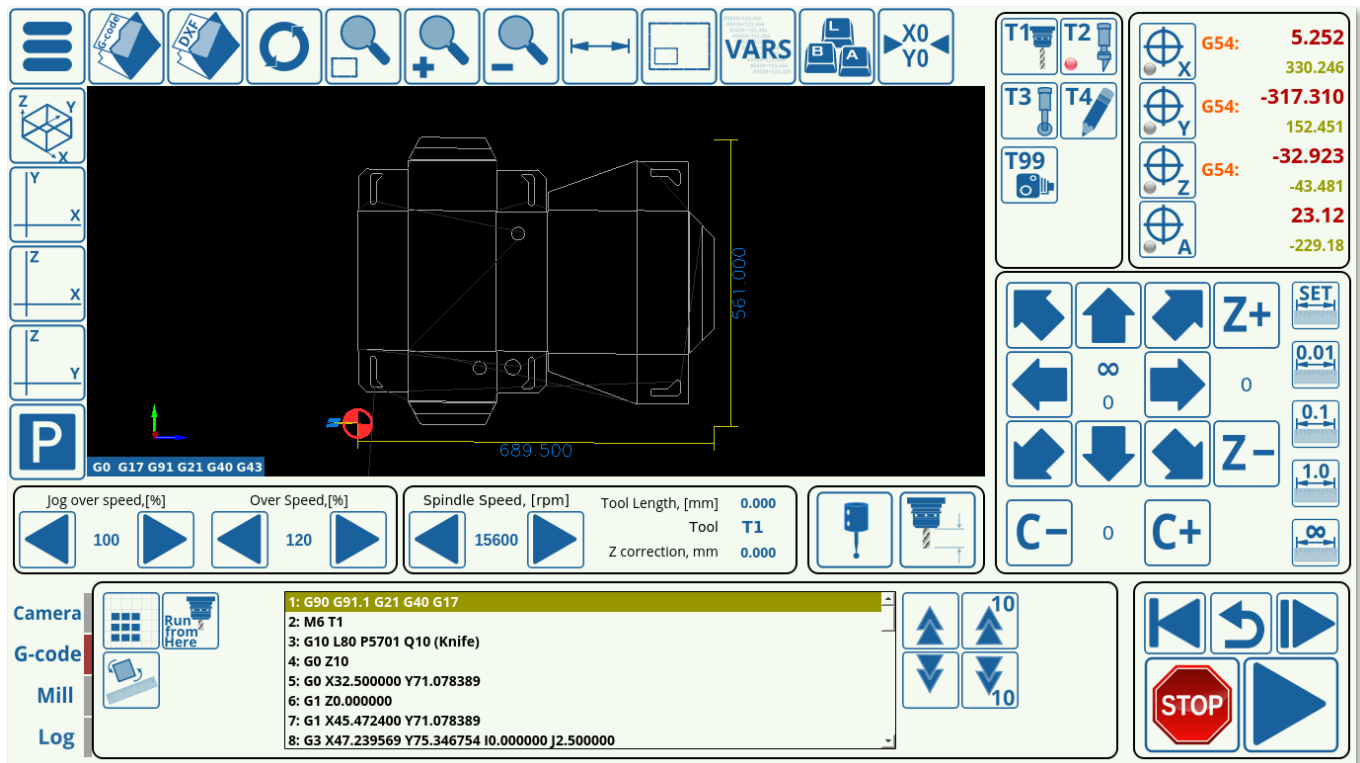 G-code
DXF
VARS
L
B A
X0
Y0
T1
T2
T3
T4
T99
X
G54:
5.252
330.246
Y
G54:
-317.310
152.451
Z
G54:
-32.923
-43.481
A
23.12
-229.18
Z
Y
X
Y
X
Z
X
Z
Y
P
561.000
689.500
G0 G17 G91 G21 G40 G43
Z+
SET
∞
0
0
0.01
0.1
Z−
1.0
C−
0
C+
∞
Jog over speed,[%]
100
Over Speed,[%]
120
Spindle Speed, [rpm]
15600
Tool Length, [mm] 0.000
Tool T1
Z correction, mm 0.000
Camera
G-code
Mill
Log
Run
from
Here
1: G90 G91.1 G21 G40 G17
2: M6 T1
3: G10 L80 P5701 Q10 (Knife)
4: G0 Z10
5: G0 X32.500000 Y71.078389
6: G1 Z0.000000
7: G1 X45.472400 Y71.078389
8: G3 X47.239569 Y75.346754 I0.000000 J2.500000
10
10
STOP